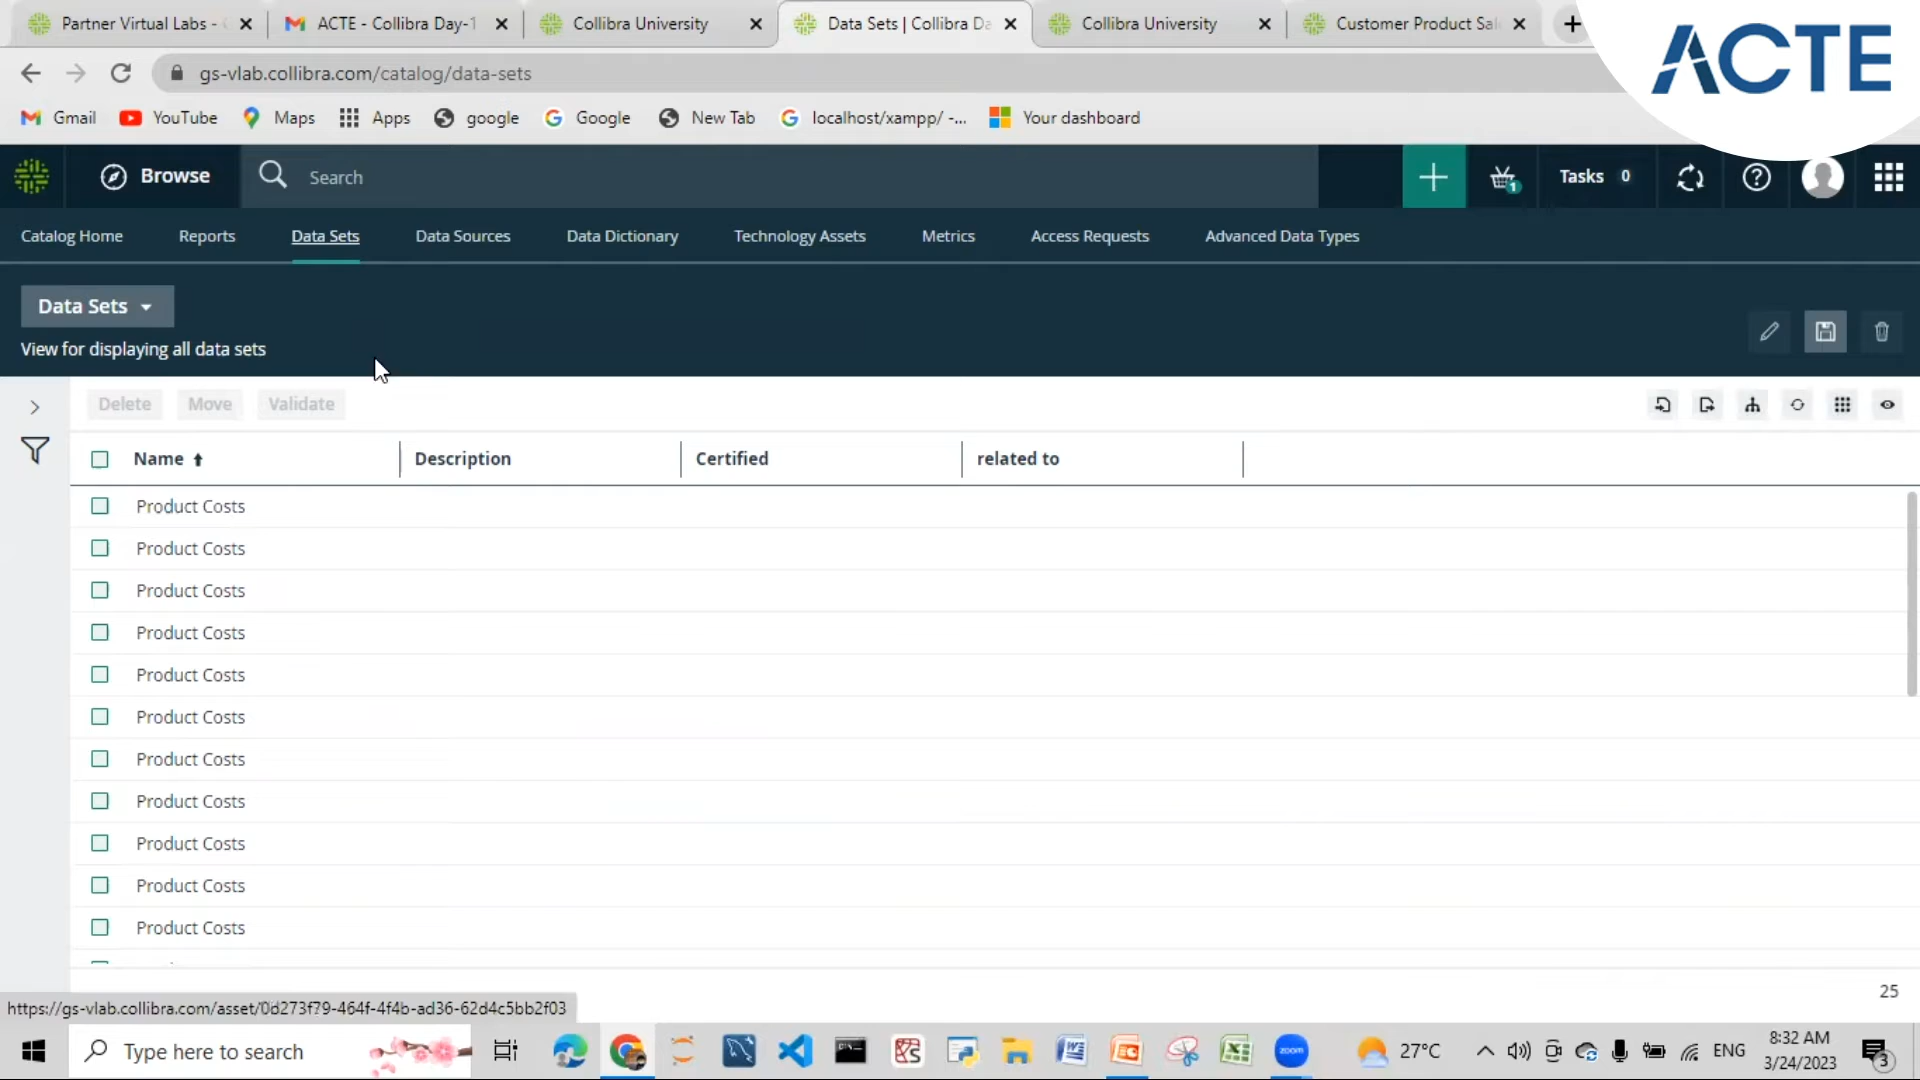 Partner Virtual Labs -
ACTE - Collibra Day-1
Collibra University
Data Sets | Collibra Da
Collibra University
Customer Product Sal
ACTE
gs-vlab.collibra.com/catalog/data-sets
Gmail
YouTube
Maps
Apps
google
Google
New Tab
localhost/xampp/ -...
Your dashboard
Browse
Search
1
Tasks 0
Catalog Home
Reports
Data Sets
Data Sources
Data Dictionary
Technology Assets
Metrics
Access Requests
Advanced Data Types
Data Sets
View for displaying all data sets
Delete
Move
Validate
Name
Description
Certified
related to
Product Costs
Product Costs
Product Costs
Product Costs
Product Costs
Product Costs
Product Costs
Product Costs
Product Costs
Product Costs
Product Costs
25
https://gs-vlab.collibra.com/asset/0d273f79-464f-4f4b-ad36-62d4c5bb2f03
Type here to search
zoom
27°C
ENG
8:32 AM
3/24/2023
3